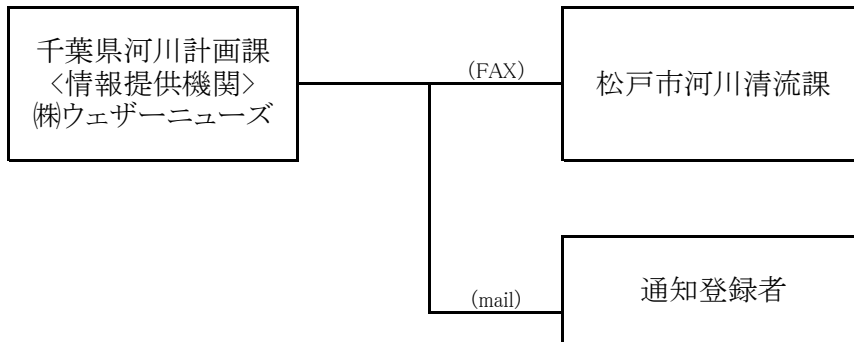 千葉県河川計画課
<情報提供機関>
㈱ウェザーニューズ
(FAX)
松戸市河川清流課
(mail)
通知登録者